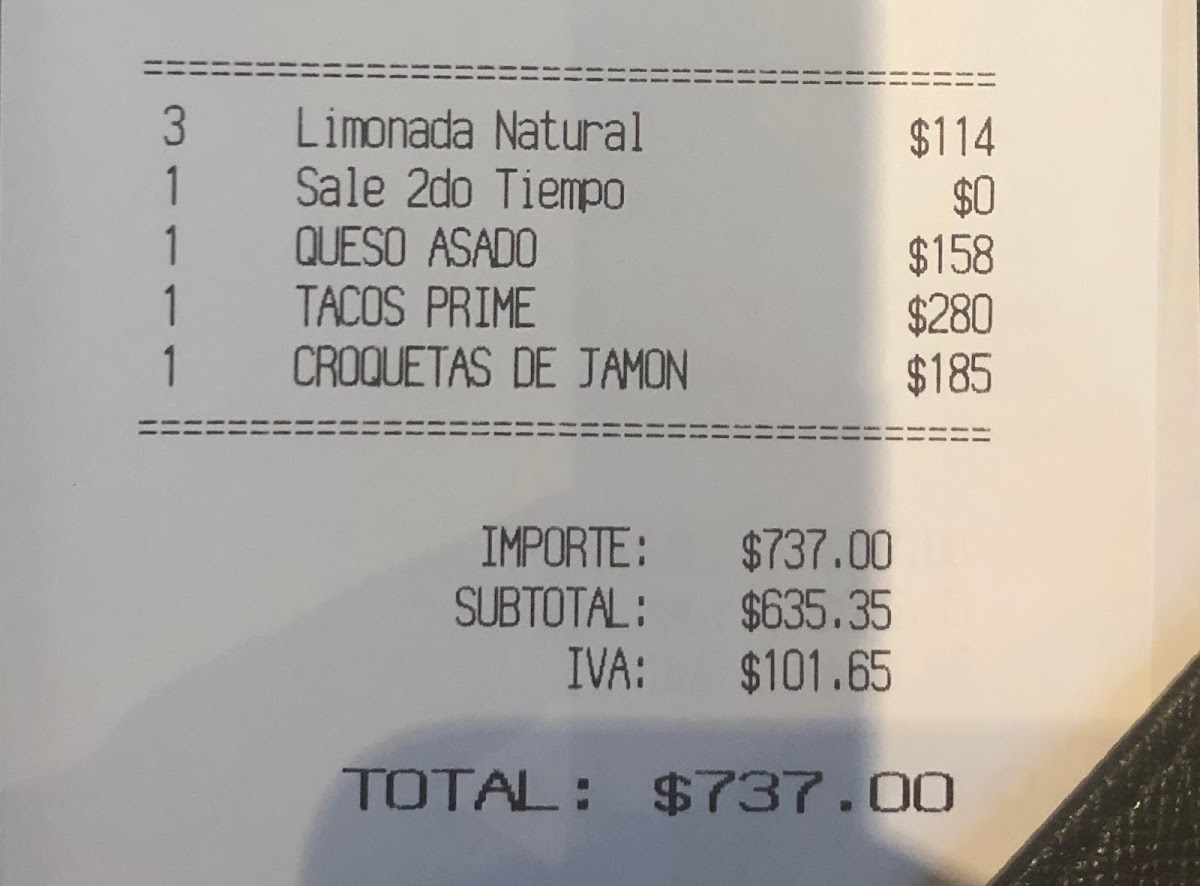 ======================================
3 Limonada Natural $114
1 Sale 2do Tiempo $0
1 QUESO ASADO $158
1 TACOS PRIME $280
1 CROQUETAS DE JAMON $185
======================================
IMPORTE: $737.00
SUBTOTAL: $635.35
IVA: $101.65
TOTAL: $737.00